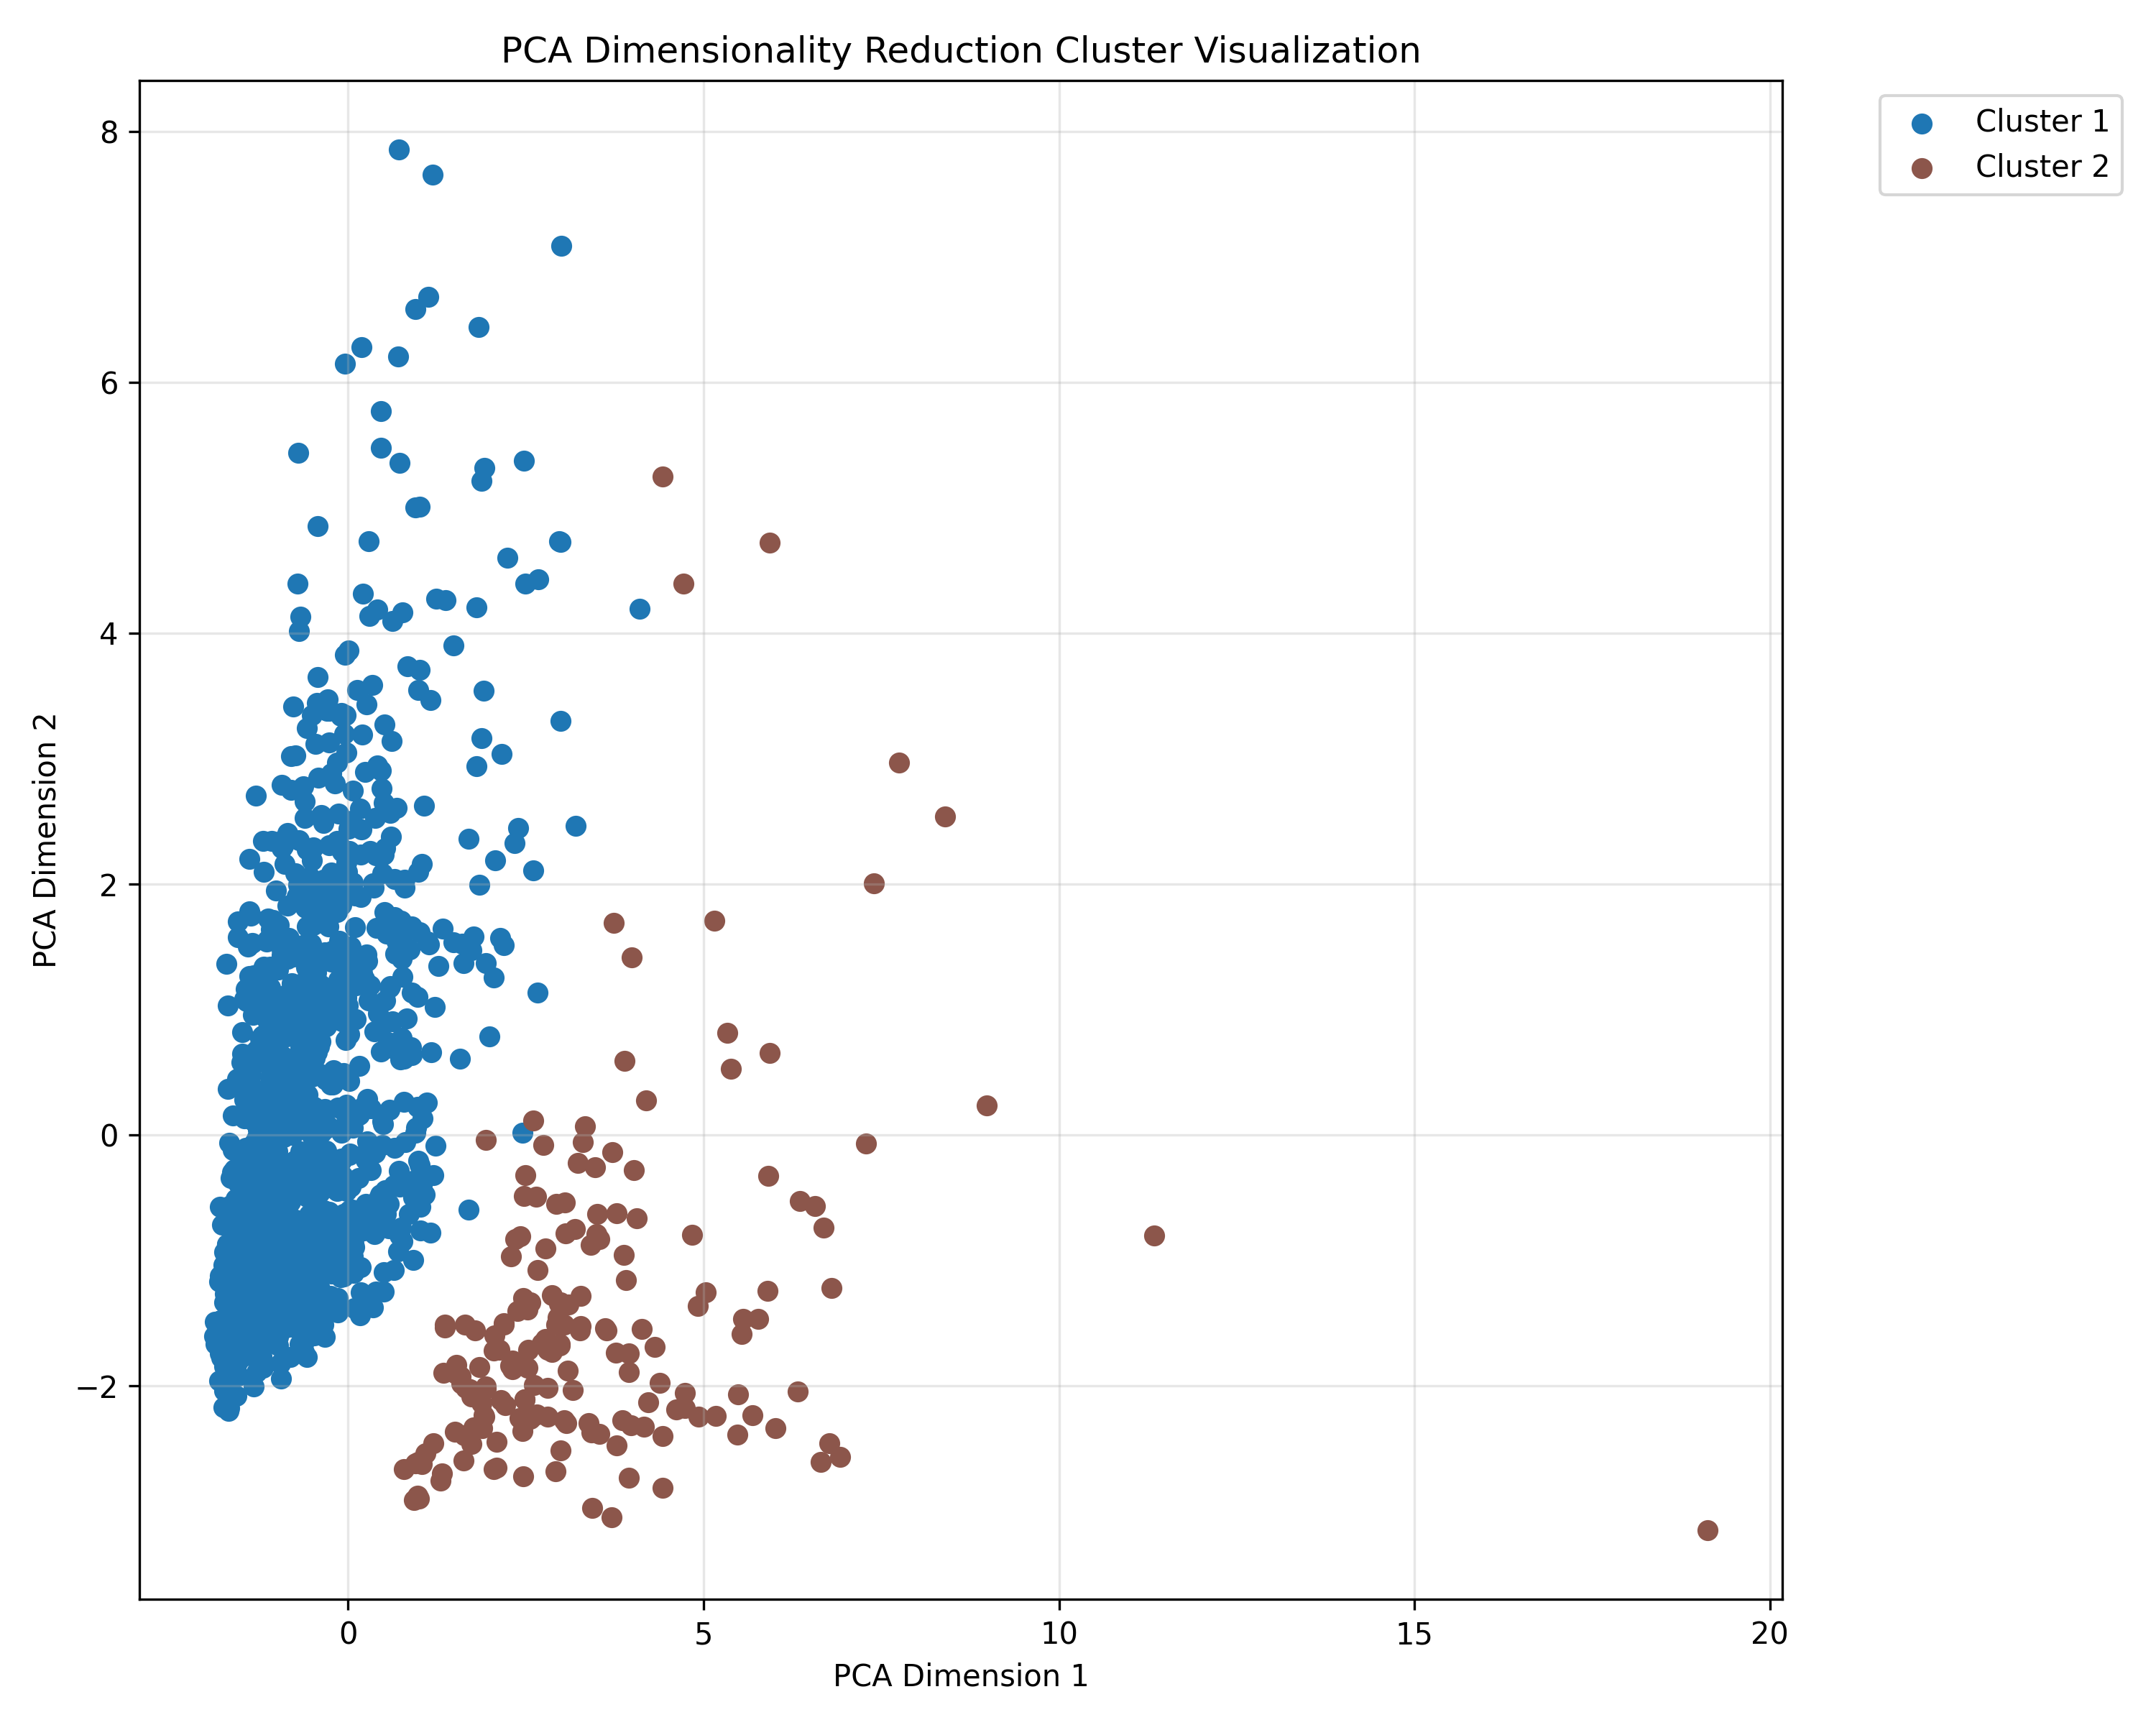 PCA Dimensionality Reduction Cluster Visualization
Cluster 1
Cluster 2
8
6
4
2
0
−2
PCA Dimension 2
0
5
10
15
20
PCA Dimension 1